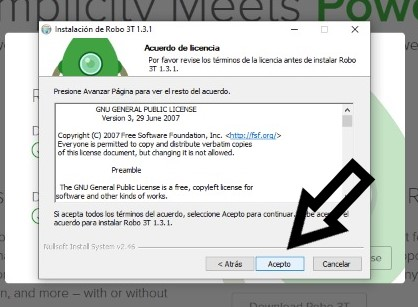 mplicity Meets Powe
Instalación de Robo 3T 1.3.1
Acuerdo de licencia
Por favor revise los términos de la licencia antes de instalar Robo
3T 1.3.1.
Presione Avanzar Página para ver el resto del acuerdo.
GNU GENERAL PUBLIC LICENSE
Version 3, 29 June 2007
Copyright (C) 2007 Free Software Foundation, Inc. <http://fsf.org/>
Everyone is permitted to copy and distribute verbatim copies
of this license document, but changing it is not allowed.
Preamble
The GNU General Public License is a free, copyleft license for
software and other kinds of works.
Si acepta todos los términos del acuerdo, seleccione Acepto para continuar. el
acuerdo para instalar Robo 3T 1.3.1.
Nullsoft Install System v2.46
< Atrás
Acepto
Cancelar
on, and more – with or without
Download Robo 3T